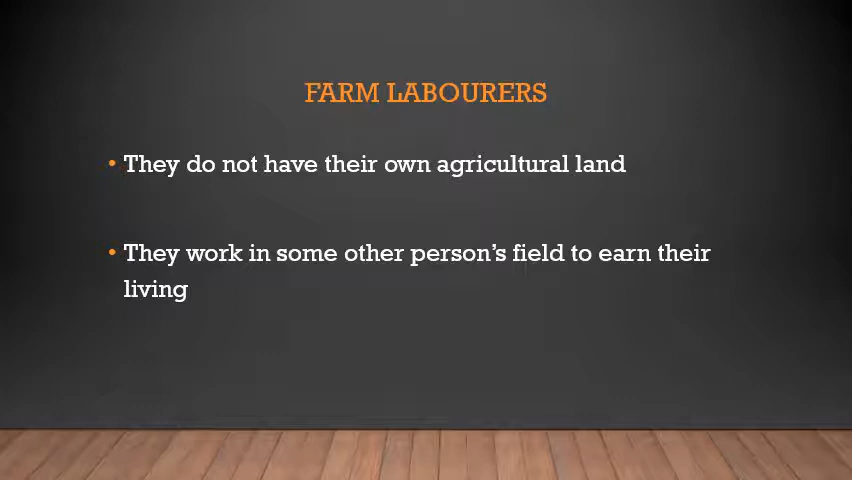 FARM LABOURERS
• They do not have their own agricultural land
• They work in some other person's field to earn their
living